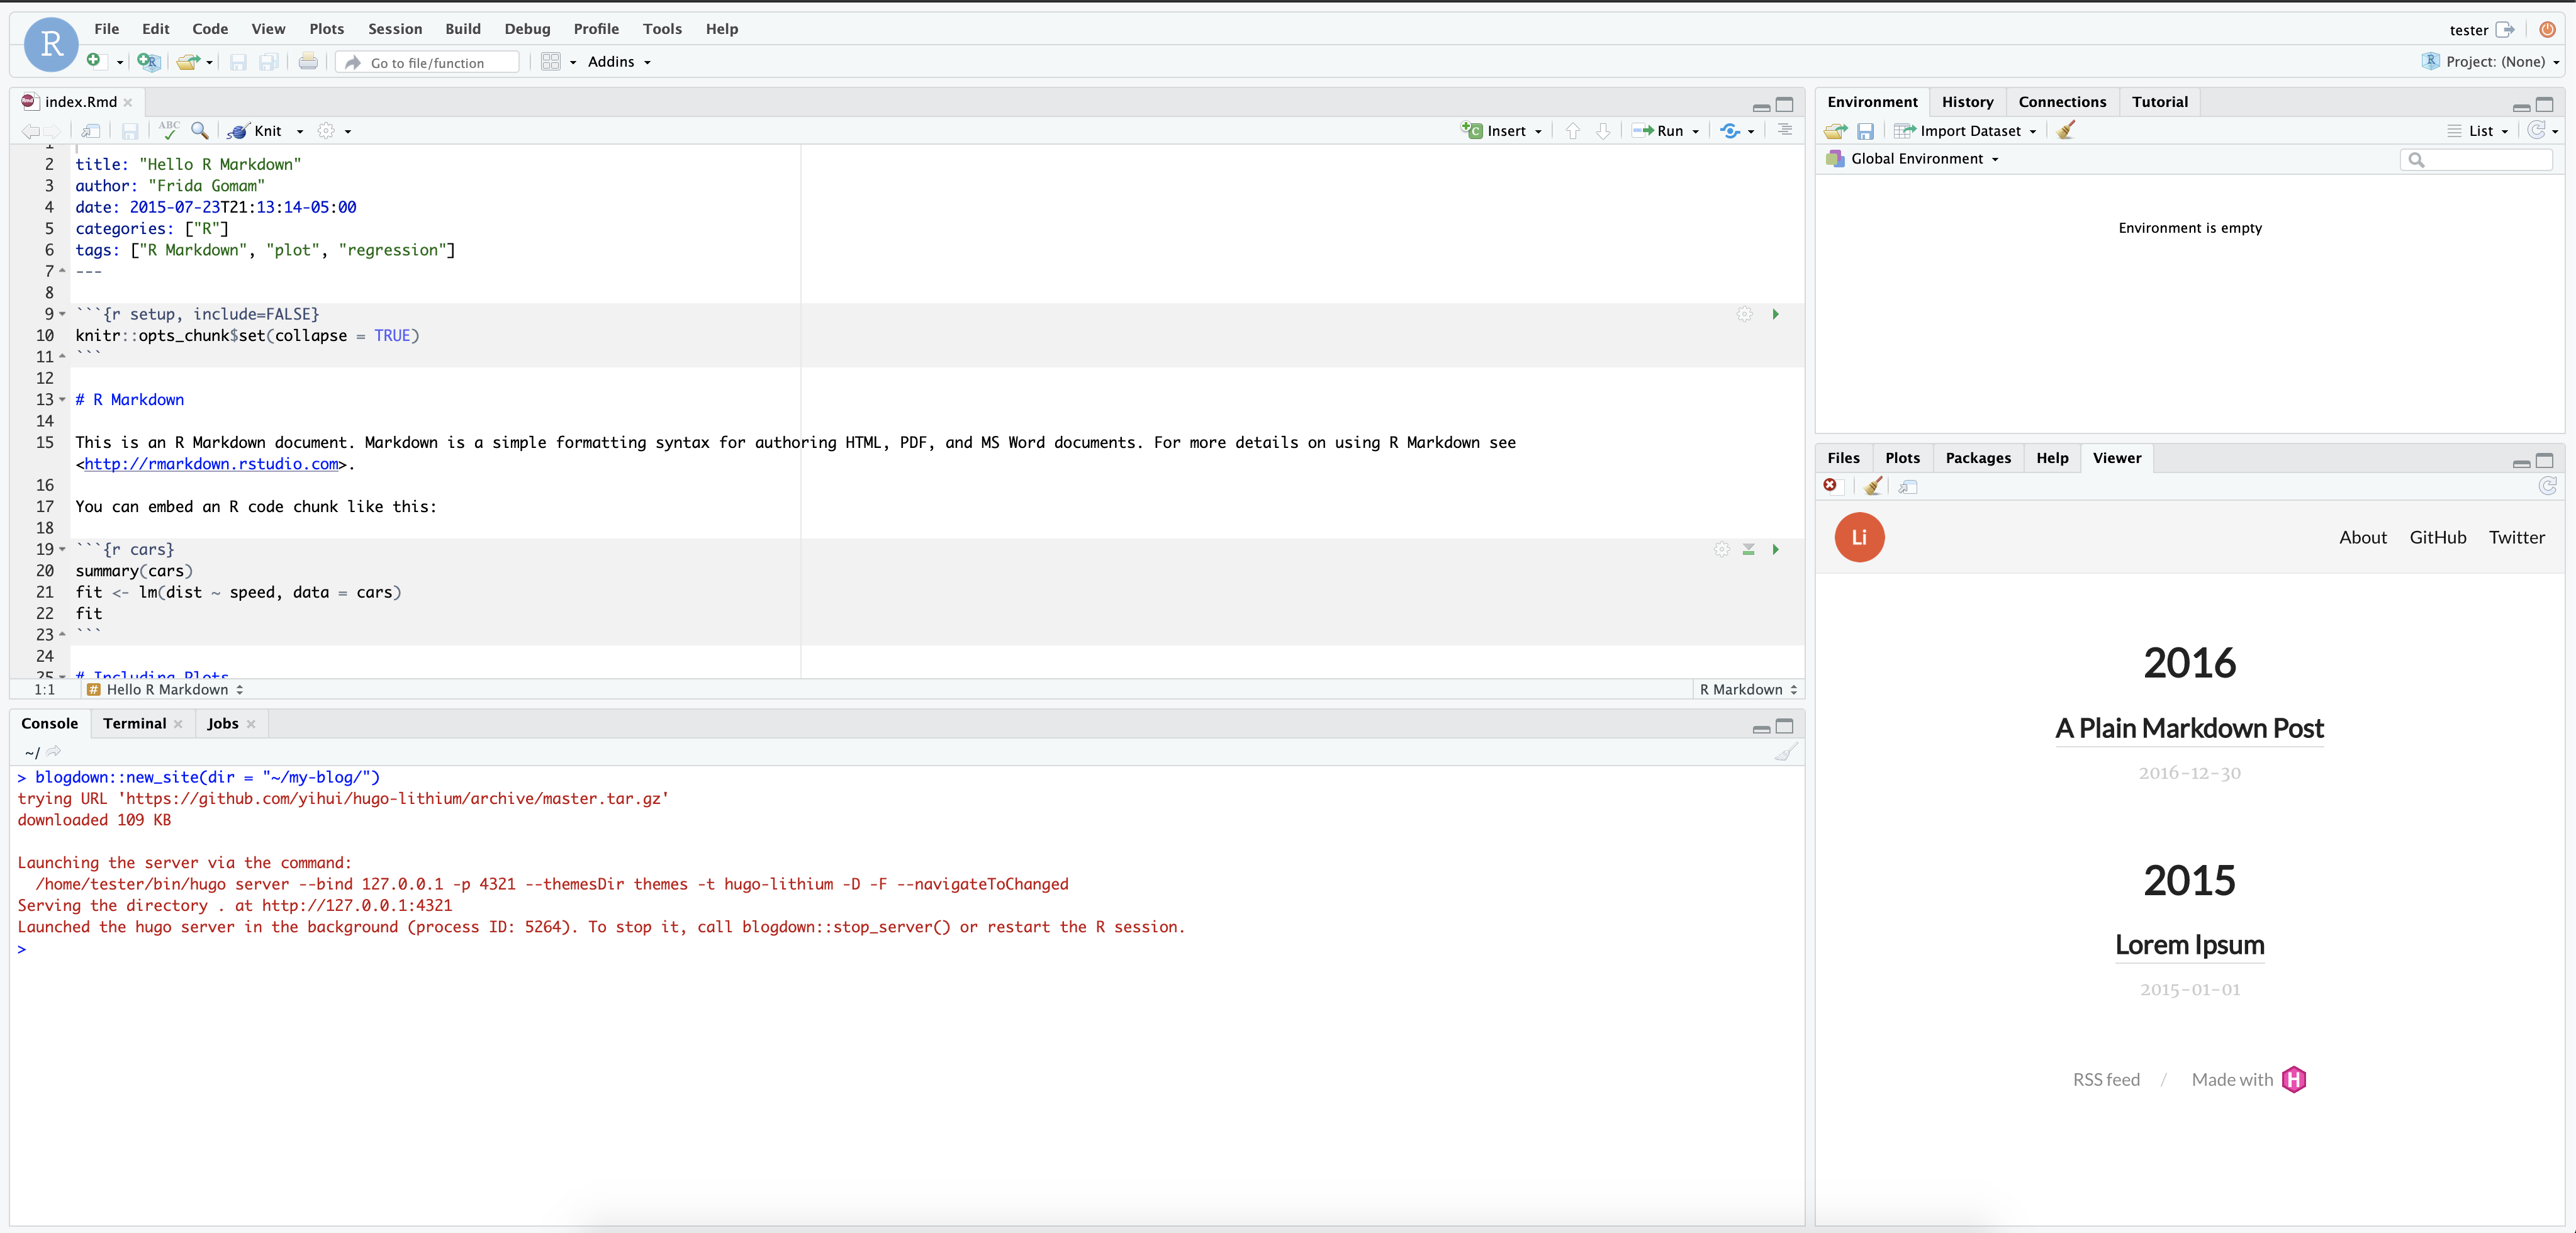 R File Edit Code View Plots Session Build Debug Profile Tools Help tester
Go to file/function Addins Project: (None)
index.Rmd
ABC Knit Insert Run
1
2 title: "Hello R Markdown"
3 author: "Frida Gomam"
4 date: 2015-07-23T21:13:14-05:00
5 categories: ["R"]
6 tags: ["R Markdown", "plot", "regression"]
7 ---
8
9 ```{r setup, include=FALSE}
10 knitr::opts_chunk$set(collapse = TRUE)
11 ```
12
13 # R Markdown
14
15 This is an R Markdown document. Markdown is a simple formatting syntax for authoring HTML, PDF, and MS Word documents. For more details on using R Markdown see
<http://rmarkdown.rstudio.com>.
16
17 You can embed an R code chunk like this:
18
19 ```{r cars}
20 summary(cars)
21 fit <- lm(dist ~ speed, data = cars)
22 fit
23 ```
24
25 # Including Plots
1:1 # Hello R Markdown R Markdown
Console Terminal Jobs
~/
> blogdown::new_site(dir = "~/my-blog/")
trying URL 'https://github.com/yihui/hugo-lithium/archive/master.tar.gz'
downloaded 109 KB
Launching the server via the command:
/home/tester/bin/hugo server --bind 127.0.0.1 -p 4321 --themesDir themes -t hugo-lithium -D -F --navigateToChanged
Serving the directory . at http://127.0.0.1:4321
Launched the hugo server in the background (process ID: 5264). To stop it, call blogdown::stop_server() or restart the R session.
>
Environment History Connections Tutorial
Import Dataset List
Global Environment
Environment is empty
Files Plots Packages Help Viewer
Li About GitHub Twitter
2016
A Plain Markdown Post
2016-12-30
2015
Lorem Ipsum
2015-01-01
RSS feed / Made with H